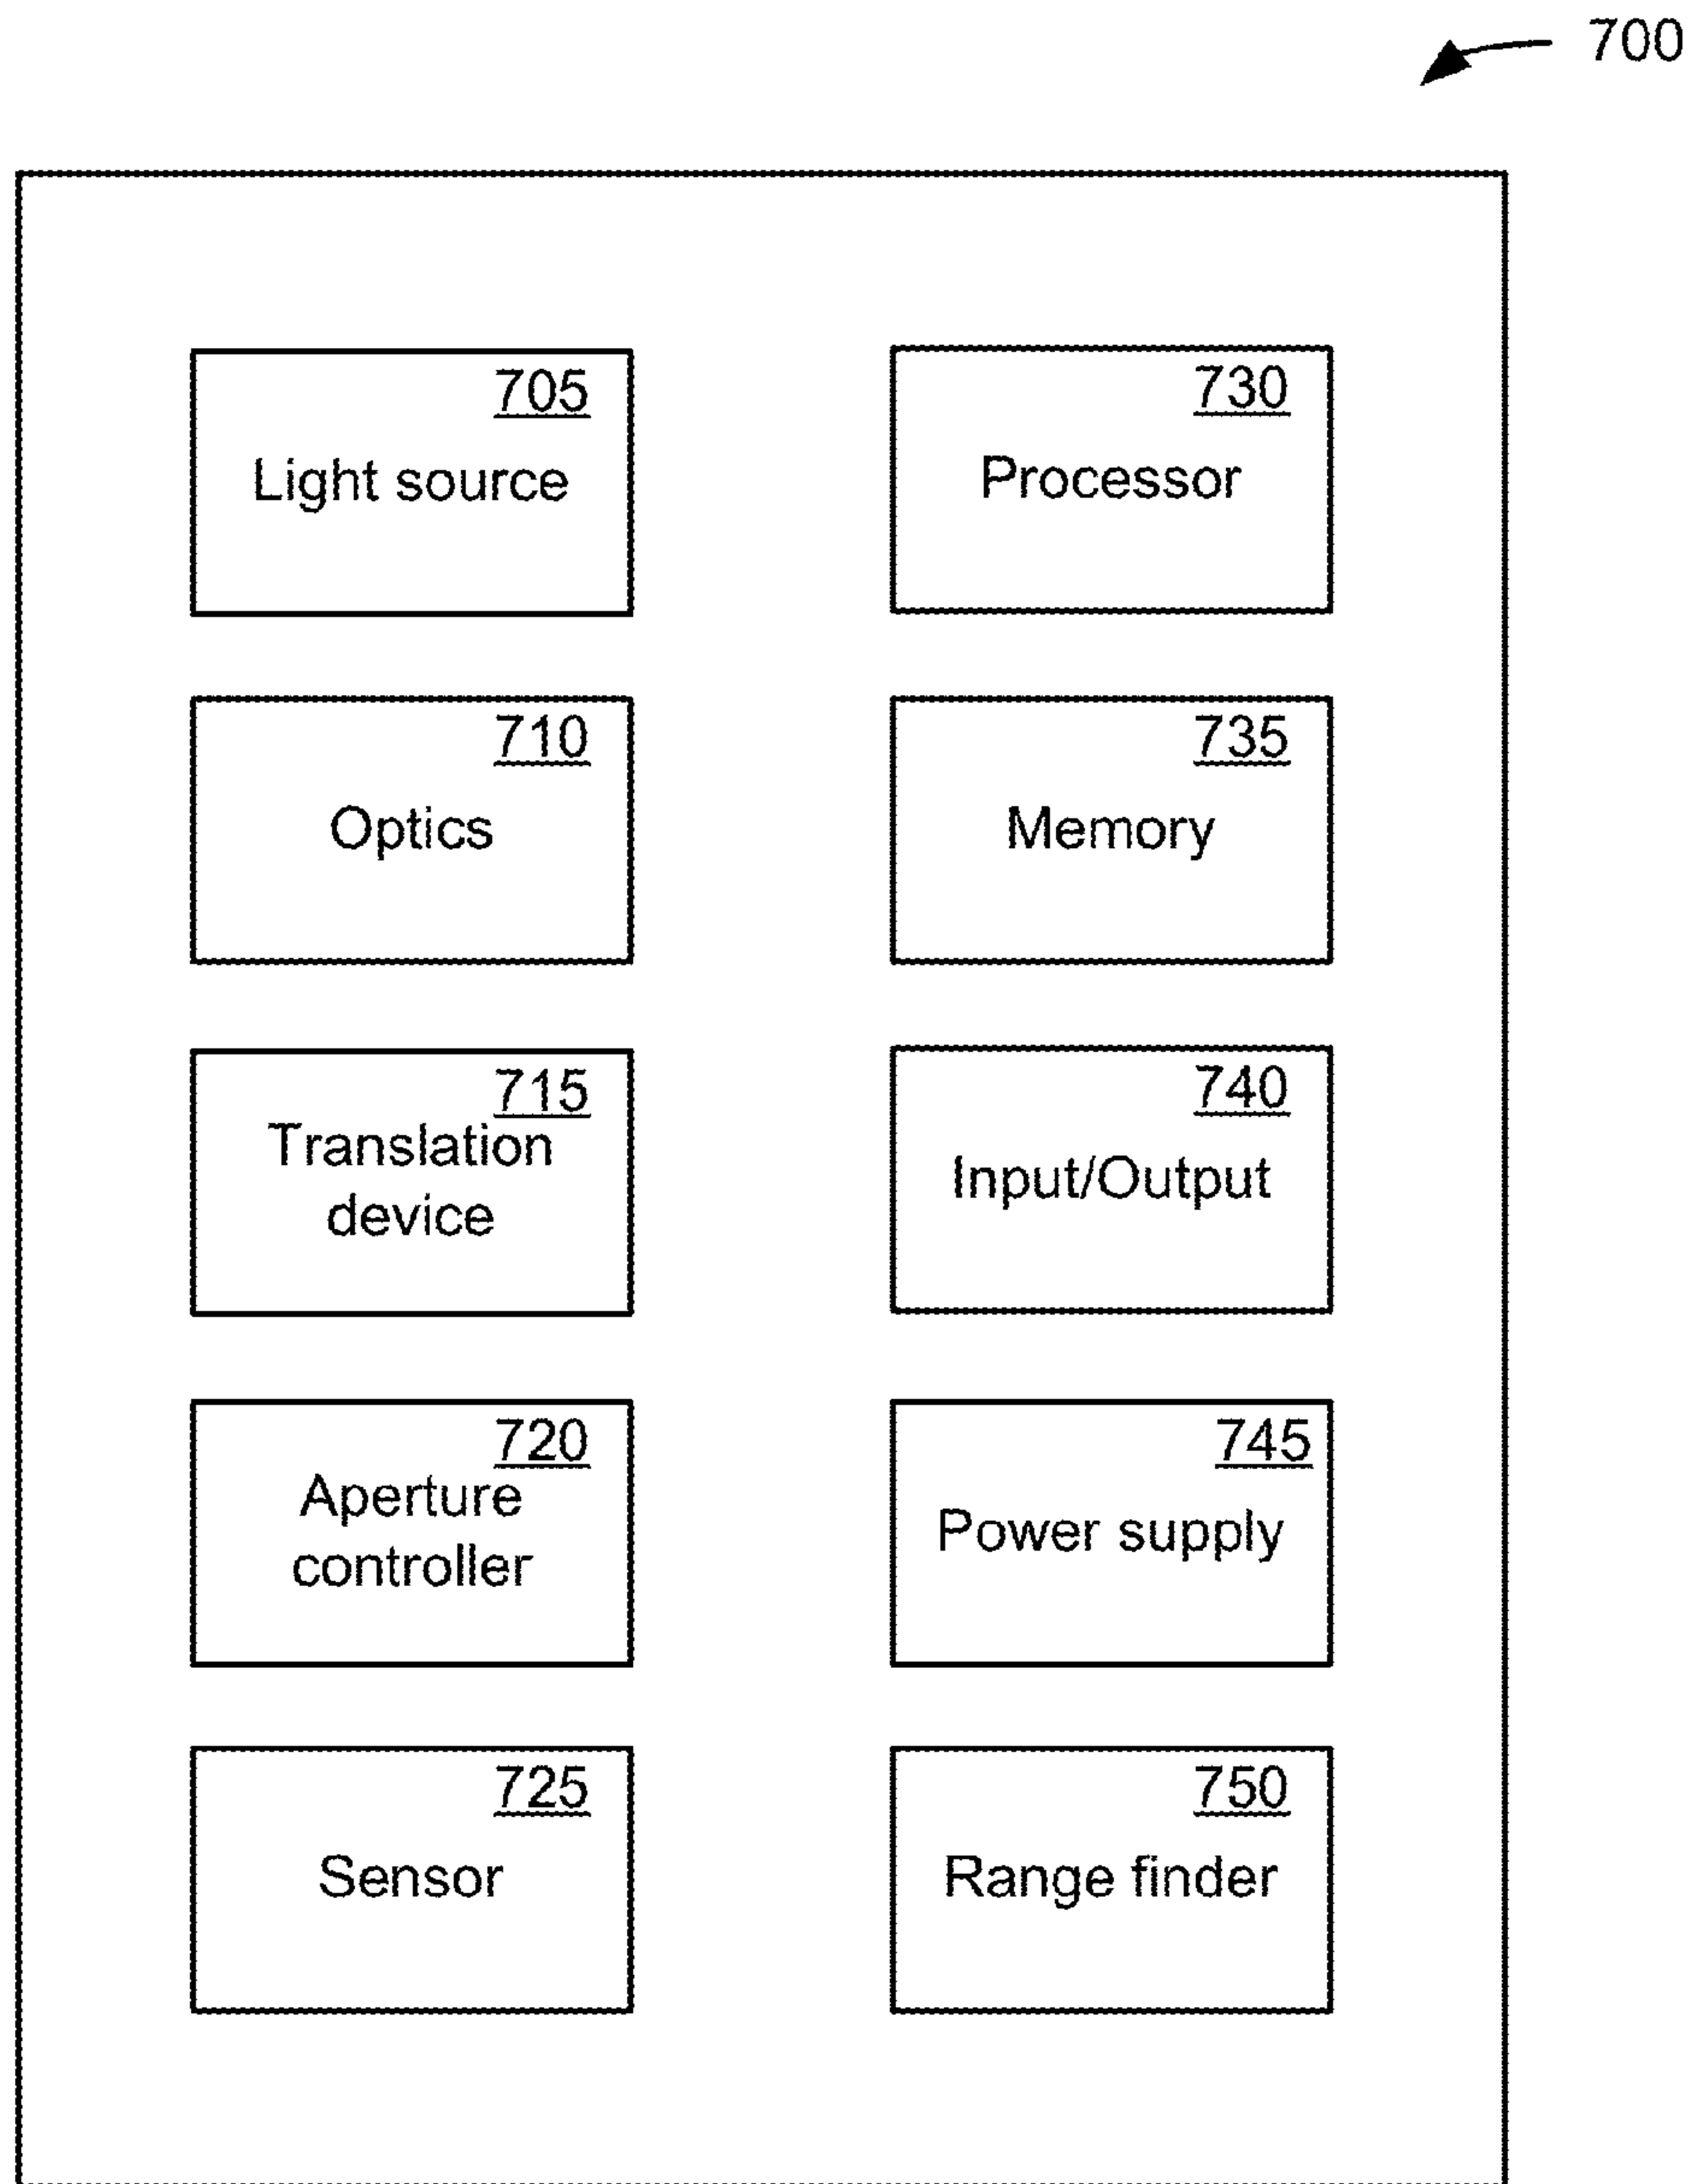 700
705
Light source
730
Processor
710
Optics
735
Memory
715
Translation
device
740
Input/Output
720
Aperture
controller
745
Power supply
725
Sensor
750
Range finder